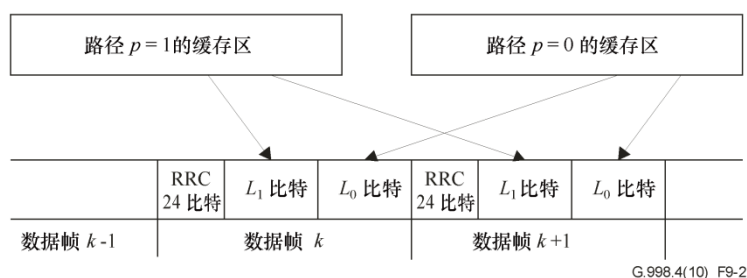 路径 p = 1的缓存区
路径 p = 0 的缓存区
RRC
24 比特
L1 比特
L0 比特
RRC
24 比特
L1 比特
L0 比特
数据帧 k -1
数据帧 k
数据帧 k+1
G.998.4(10)_F9-2